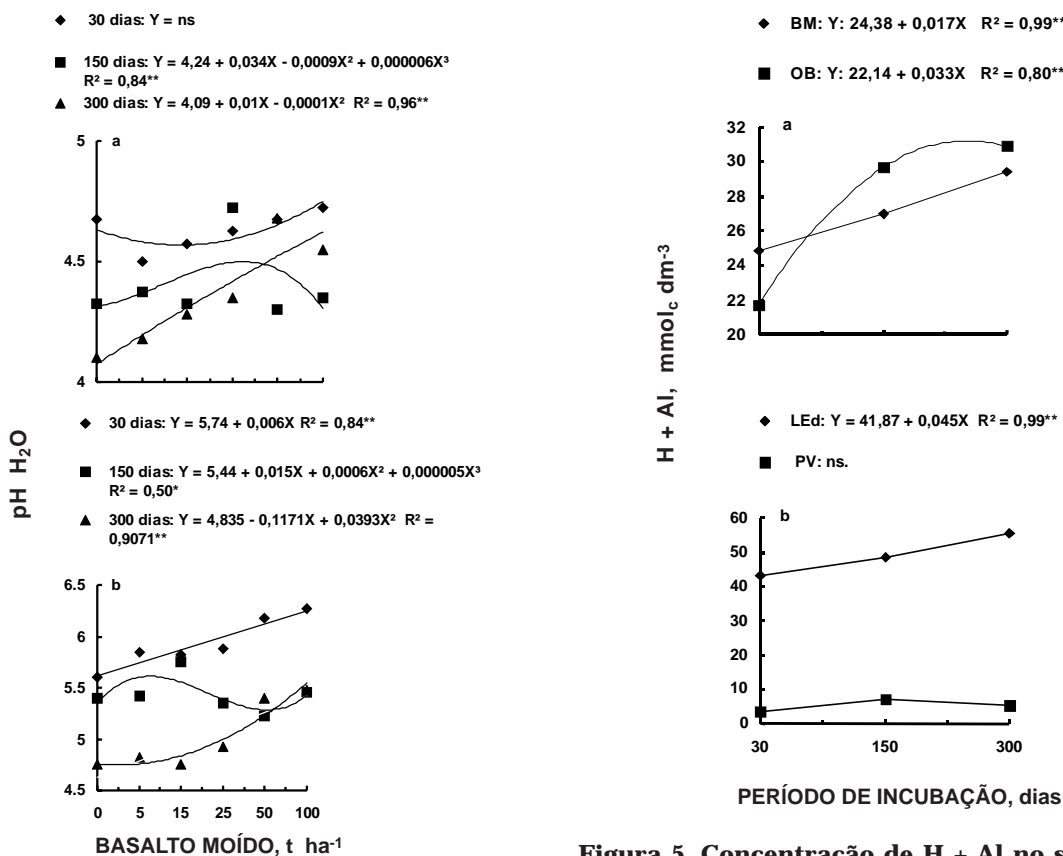 30 dias: Y = ns
150 dias: Y = 4,24 + 0,034X - 0,0009X² + 0,000006X³
R² = 0,84**
300 dias: Y = 4,09 + 0,01X - 0,0001X² R² = 0,96**
5
a
4.5
4
pH H₂O
30 dias: Y = 5,74 + 0,006X R² = 0,84**
150 dias: Y = 5,44 + 0,015X + 0,0006X² + 0,000005X³
R² = 0,50*
300 dias: Y = 4,835 - 0,1171X + 0,0393X² R² =
0,9071**
6.5
b
6
5.5
5
4.5
0 5 15 25 50 100
BASALTO MOÍDO, t ha-¹
BM: Y: 24,38 + 0,017X R² = 0,99**
OB: Y: 22,14 + 0,033X R² = 0,80**
32
a
30
28
26
24
22
20
H + Al, mmolc dm-³
LEd: Y = 41,87 + 0,045X R² = 0,99**
PV: ns.
60
b
50
40
30
20
10
0
30 150 300
PERÍODO DE INCUBAÇÃO, dias
Figura 5. Concentração de H + Al no